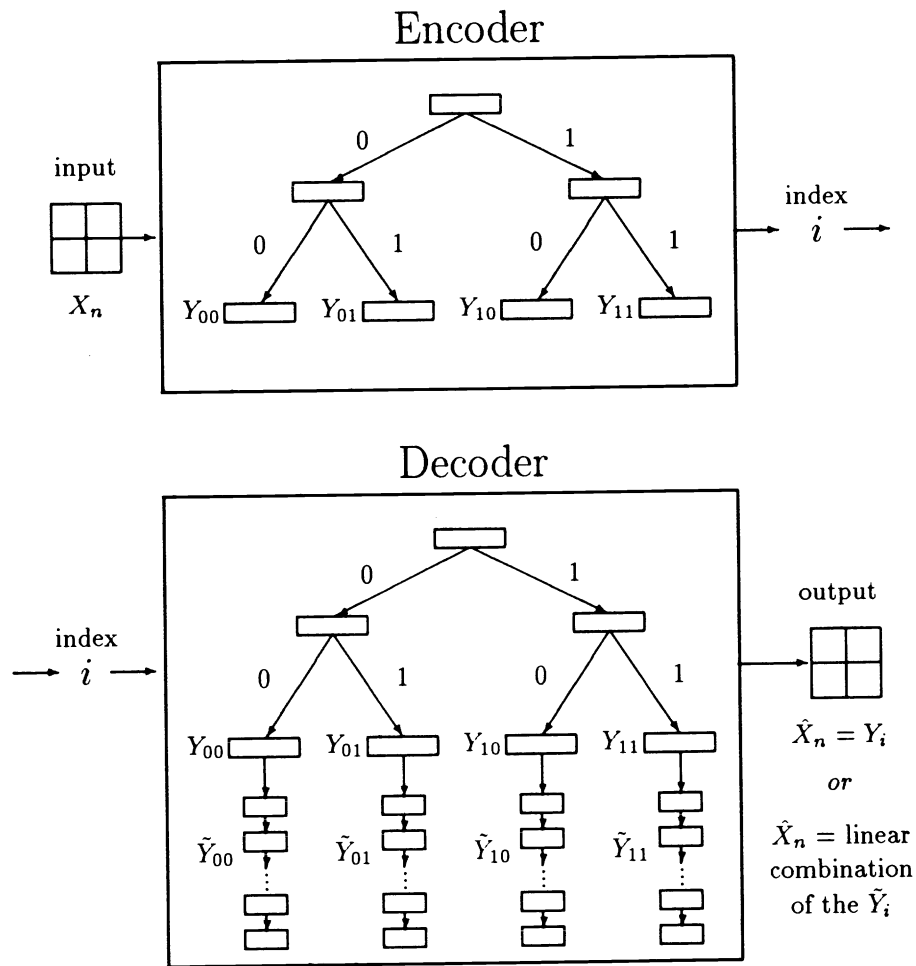 Encoder
0 1
input
index
0 1 0 1
i
X_n
Y_00 Y_01 Y_10 Y_11
Decoder
0 1
output
index
i
0 1 0 1
Y_00 Y_01 Y_10 Y_11
X̂_n = Y_i
or
Ỹ_00 Ỹ_01 Ỹ_10 Ỹ_11
X̂_n = linear
combination
of the Ỹ_i